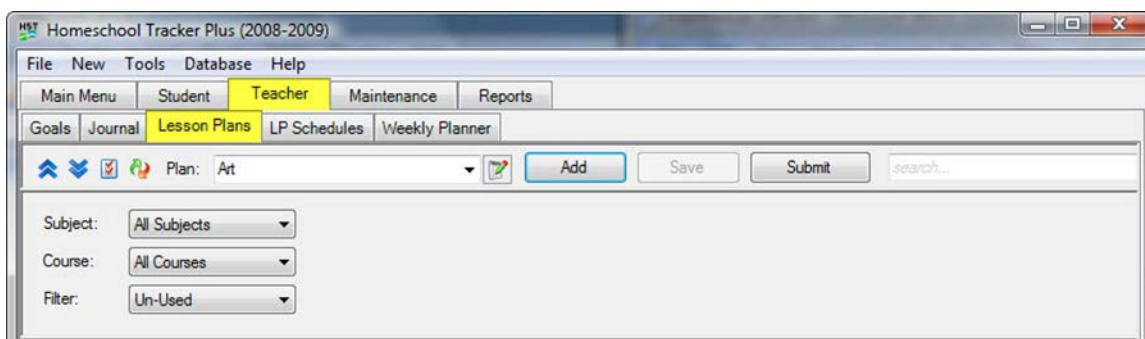 HST Homeschool Tracker Plus (2008-2009)
File New Tools Database Help
Main Menu Student Teacher Maintenance Reports
Goals Journal Lesson Plans LP Schedules Weekly Planner
Plan: Art Add Save Submit search...
Subject: All Subjects
Course: All Courses
Filter: Un-Used